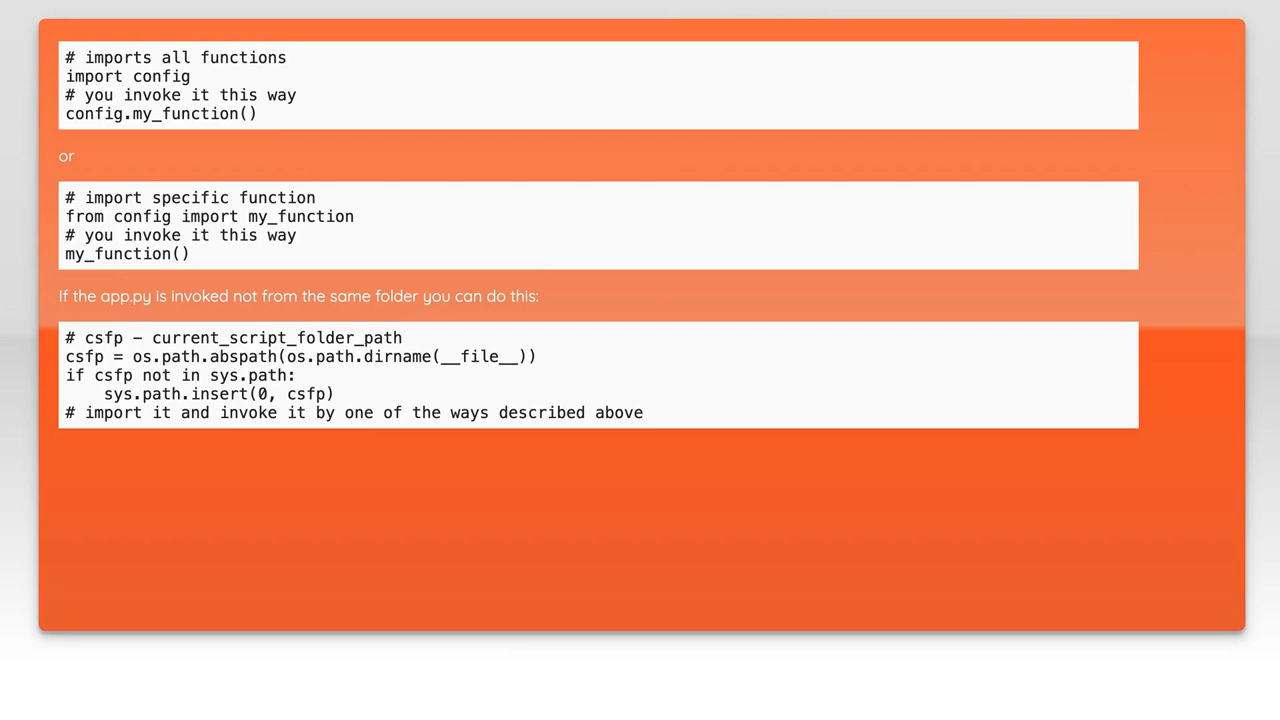 # imports all functions
import config
# you invoke it this way
config.my_function()
or
# import specific function
from config import my_function
# you invoke it this way
my_function()
If the app.py is invoked not from the same folder you can do this:
# csfp - current_script_folder_path
csfp = os.path.abspath(os.path.dirname(__file__))
if csfp not in sys.path:
    sys.path.insert(0, csfp)
# import it and invoke it by one of the ways described above